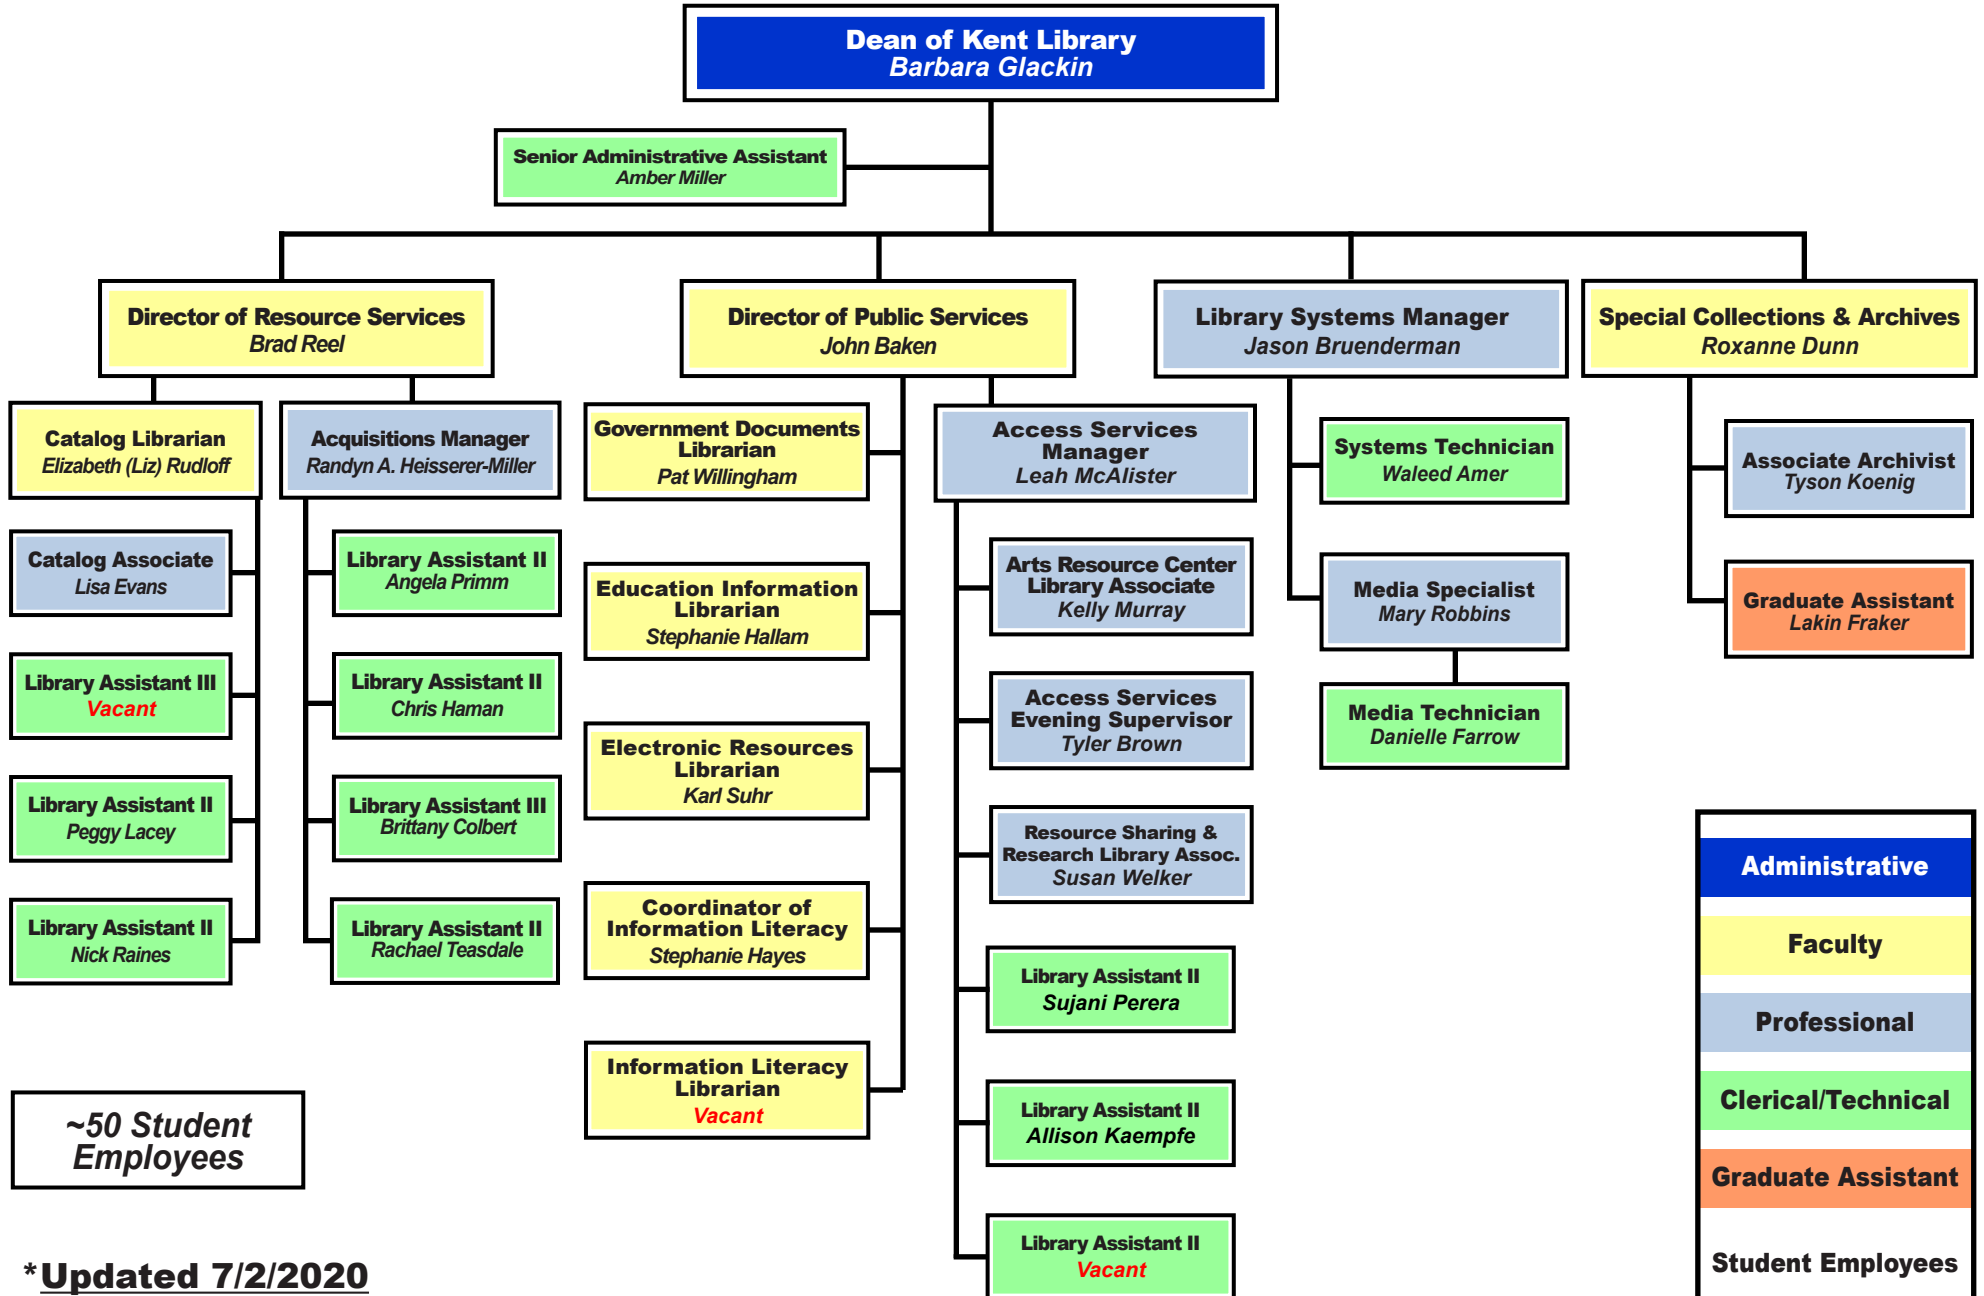 Dean of Kent Library
Barbara Glackin
Senior Administrative Assistant
Amber Miller
Director of Resource Services
Brad Reel
Director of Public Services
John Baken
Library Systems Manager
Jason Bruenderman
Special Collections & Archives
Roxanne Dunn
Catalog Librarian
Elizabeth (Liz) Rudloff
Catalog Associate
Lisa Evans
Library Assistant III
Vacant
Library Assistant II
Peggy Lacey
Library Assistant II
Nick Raines
Acquisitions Manager
Randyn A. Heisserer-Miller
Library Assistant II
Angela Primm
Library Assistant II
Chris Haman
Library Assistant III
Brittany Colbert
Library Assistant II
Rachael Teasdale
Government Documents
Librarian
Pat Willingham
Education Information
Librarian
Stephanie Hallam
Electronic Resources
Librarian
Karl Suhr
Coordinator of
Information Literacy
Stephanie Hayes
Information Literacy
Librarian
Vacant
Access Services
Manager
Leah McAlister
Arts Resource Center
Library Associate
Kelly Murray
Access Services
Evening Supervisor
Tyler Brown
Resource Sharing &
Research Library Assoc.
Susan Welker
Library Assistant II
Sujani Perera
Library Assistant II
Allison Kaempfe
Library Assistant II
Vacant
Systems Technician
Waleed Amer
Media Specialist
Mary Robbins
Media Technician
Danielle Farrow
Associate Archivist
Tyson Koenig
Graduate Assistant
Lakin Fraker
~50 Student
Employees
*Updated 7/2/2020
Administrative
Faculty
Professional
Clerical/Technical
Graduate Assistant
Student Employees